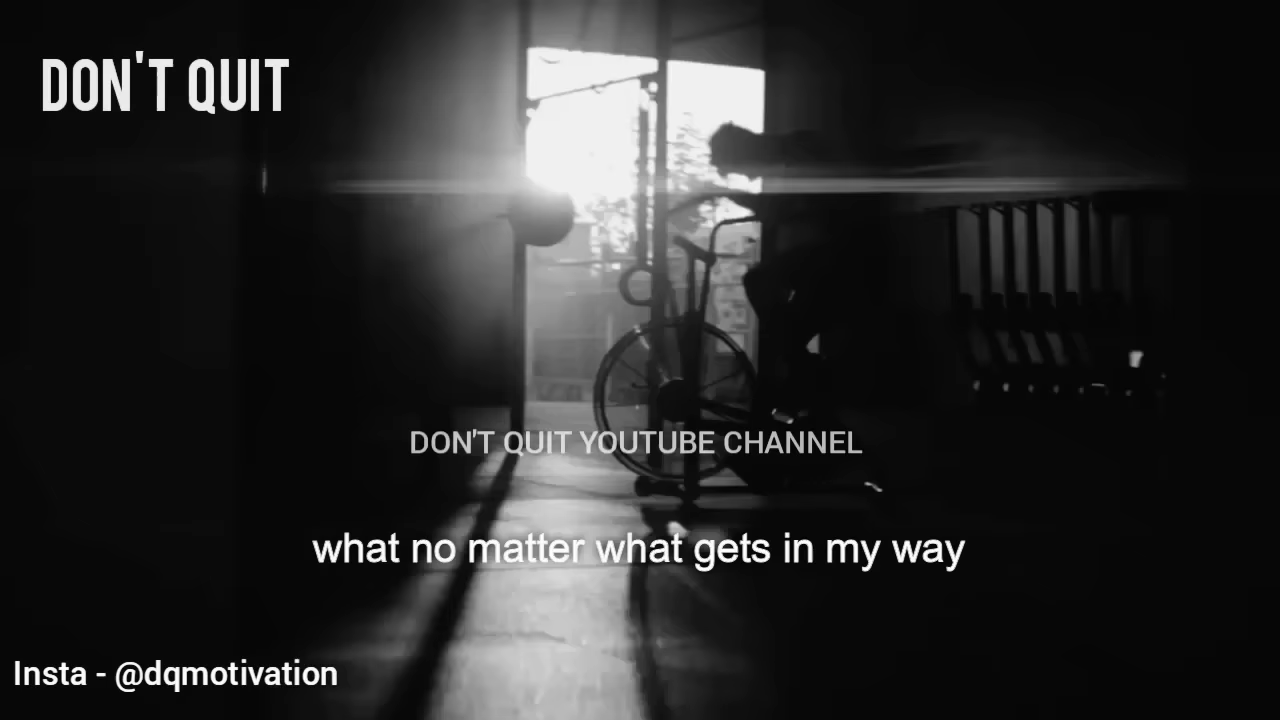 DON'T QUIT
DON'T QUIT YOUTUBE CHANNEL
what no matter what gets in my way
Insta - @dqmotivation